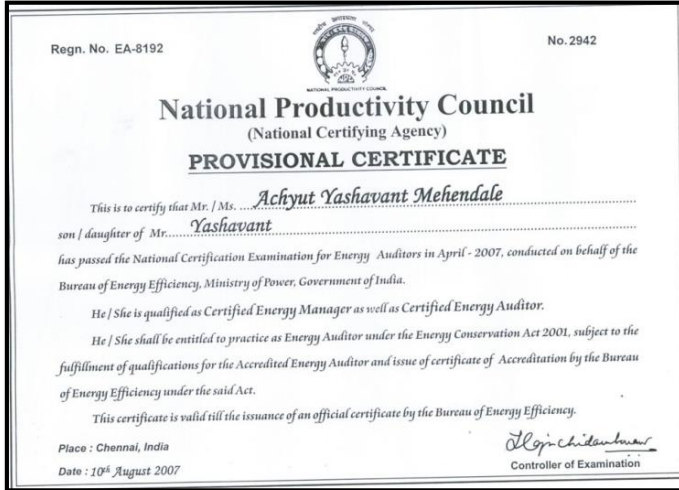 Regn. No. EA-8192
No. 2942
NATIONAL PRODUCTIVITY COUNCIL
National Productivity Council
(National Certifying Agency)
PROVISIONAL CERTIFICATE
This is to certify that Mr. / Ms. Achyut Yashavant Mehendale
son / daughter of Mr. Yashavant
has passed the National Certification Examination for Energy Auditors in April - 2007, conducted on behalf of the
Bureau of Energy Efficiency, Ministry of Power, Government of India.
He / She is qualified as Certified Energy Manager as well as Certified Energy Auditor.
He / She shall be entitled to practice as Energy Auditor under the Energy Conservation Act 2001, subject to the
fulfillment of qualifications for the Accredited Energy Auditor and issue of certificate of Accreditation by the Bureau
of Energy Efficiency under the said Act.
This certificate is valid till the issuance of an official certificate by the Bureau of Energy Efficiency.
Place : Chennai, India
Date : 10th August 2007
Controller of Examination